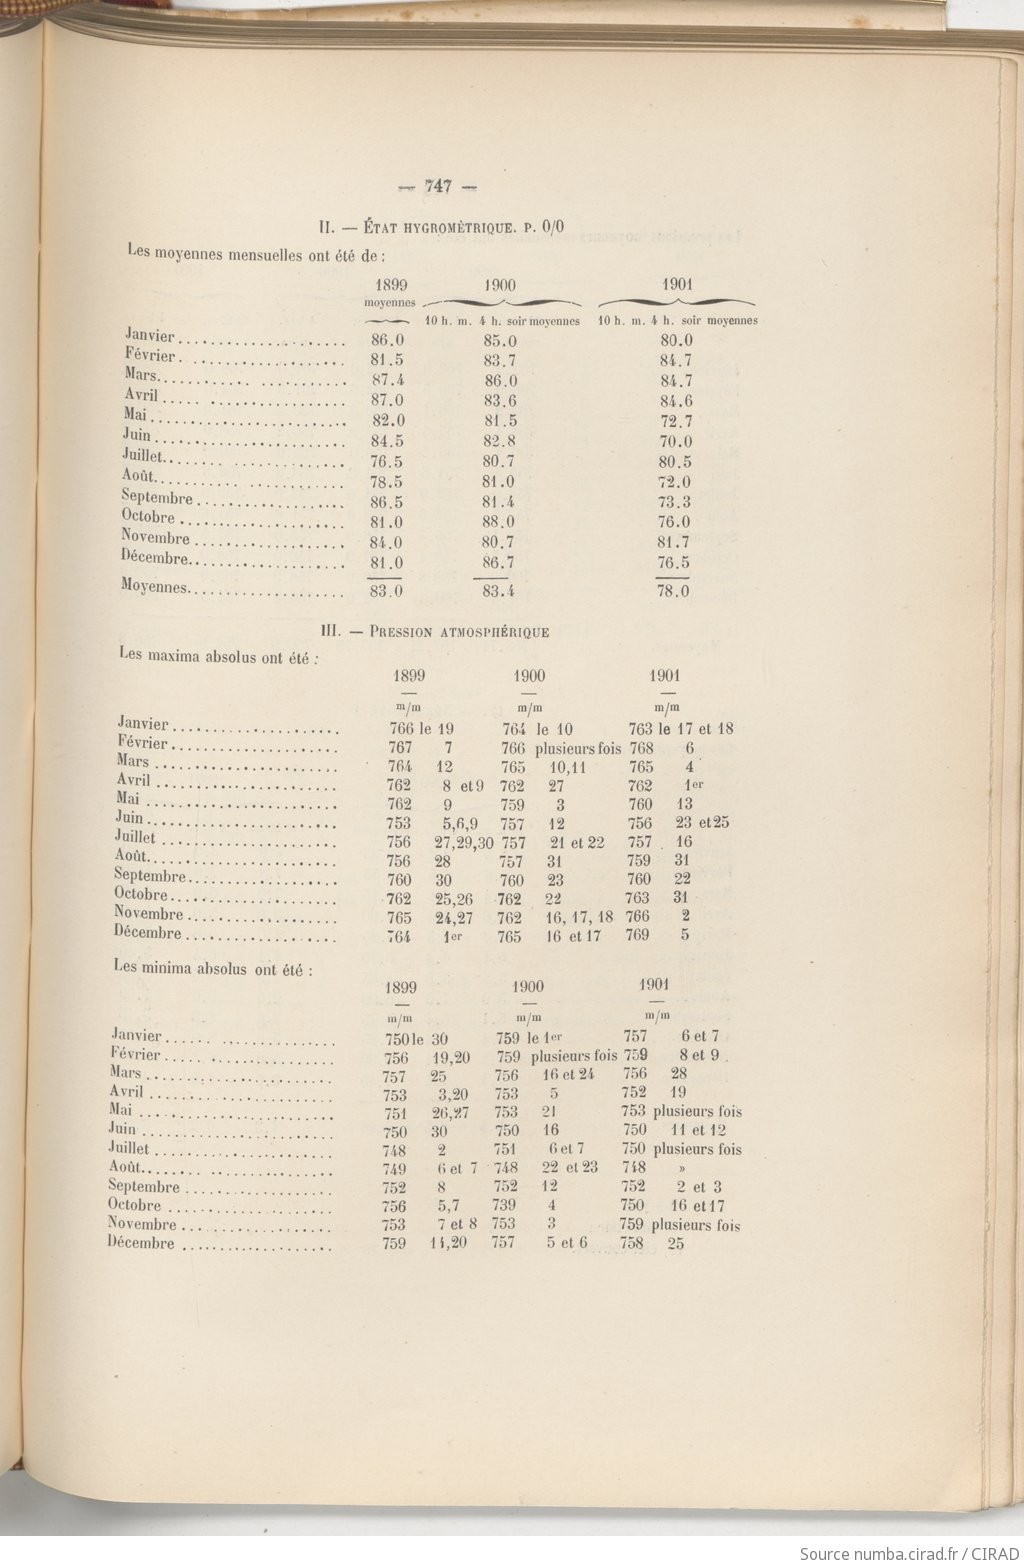 — 747 —
II. — ÉTAT HYGROMÈTRIQUE. P. 0/0
Les moyennes mensuelles ont été de :
1899 1900 1901
moyennes
10 h. m. 4 h. soir moyennes 10 h. m. 4 h. soir moyennes
Janvier 86.0 85.0 80.0
Février 81.5 83.7 84.7
Mars 87.4 86.0 84.7
Avril 87.0 83.6 84.6
Mai 82.0 81.5 72.7
Juin 84.5 82.8 70.0
Juillet 76.5 80.7 80.5
Août 78.5 81.0 72.0
Septembre 86.5 81.4 73.3
Octobre 81.0 88.0 76.0
Novembre 84.0 80.7 81.7
Décembre 81.0 86.7 76.5
Moyennes 83.0 83.4 78.0
III. — PRESSION ATMOSPHÉRIQUE
Les maxima absolus ont été :
1899 1900 1901
m/m m/m m/m
Janvier 766 le 19 764 le 10 763 le 17 et 18
Février 767 7 766 plusieurs fois 768 6
Mars 764 12 765 10,11 765 4
Avril 762 8 et 9 762 27 762 1er
Mai 762 9 759 3 760 13
Juin 753 5,6,9 757 12 756 23 et 25
Juillet 756 27,29,30 757 21 et 22 757 16
Août 756 28 757 31 759 31
Septembre 760 30 760 23 760 22
Octobre 762 25,26 762 22 763 31
Novembre 765 24,27 762 16, 17, 18 766 2
Décembre 764 1er 765 16 et 17 769 5
Les minima absolus ont été :
1899 1900 1901
m/m m/m m/m
Janvier 750 le 30 759 le 1er 757 6 et 7
Février 756 19,20 759 plusieurs fois 759 8 et 9
Mars 757 25 756 16 et 24 756 28
Avril 753 3,20 753 5 752 19
Mai 751 26,27 753 21 753 plusieurs fois
Juin 750 30 750 16 750 11 et 12
Juillet 748 2 751 6 et 7 750 plusieurs fois
Août 749 6 et 7 748 22 et 23 748 »
Septembre 752 8 752 12 752 2 et 3
Octobre 756 5,7 739 4 750 16 et 17
Novembre 753 7 et 8 753 3 759 plusieurs fois
Décembre 759 11,20 757 5 et 6 758 25
Source numba.cirad.fr / CIRAD